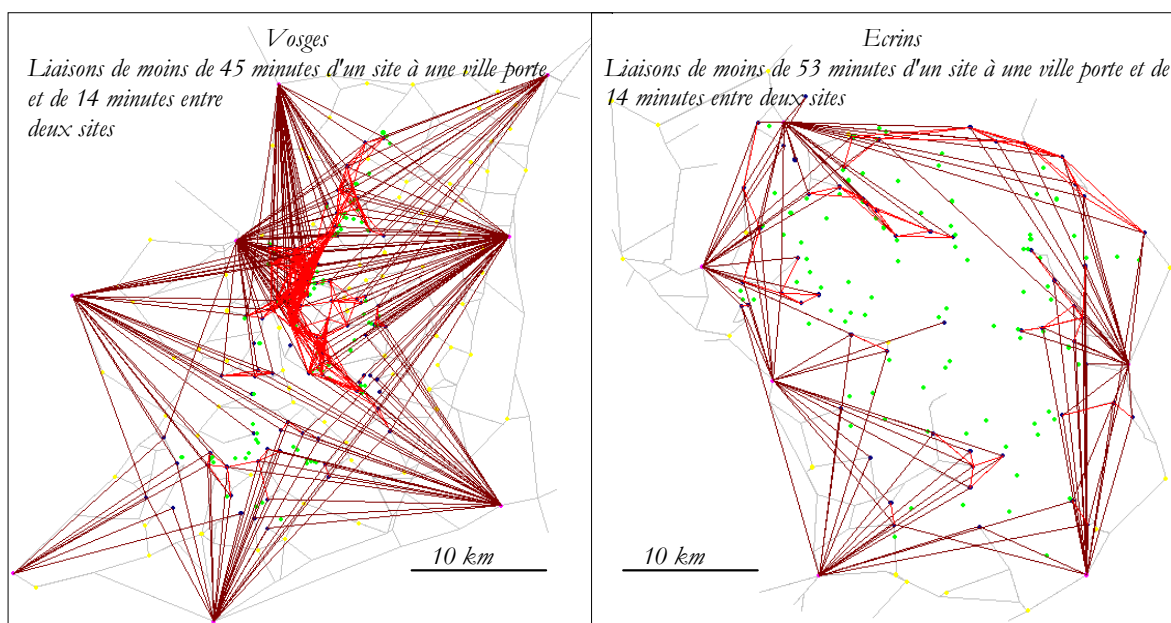 Vosges
Liaisons de moins de 45 minutes d'un site à une ville porte
et de 14 minutes entre
deux sites
10 km
Ecrins
Liaisons de moins de 53 minutes d'un site à une ville porte et de
14 minutes entre deux sites
10 km